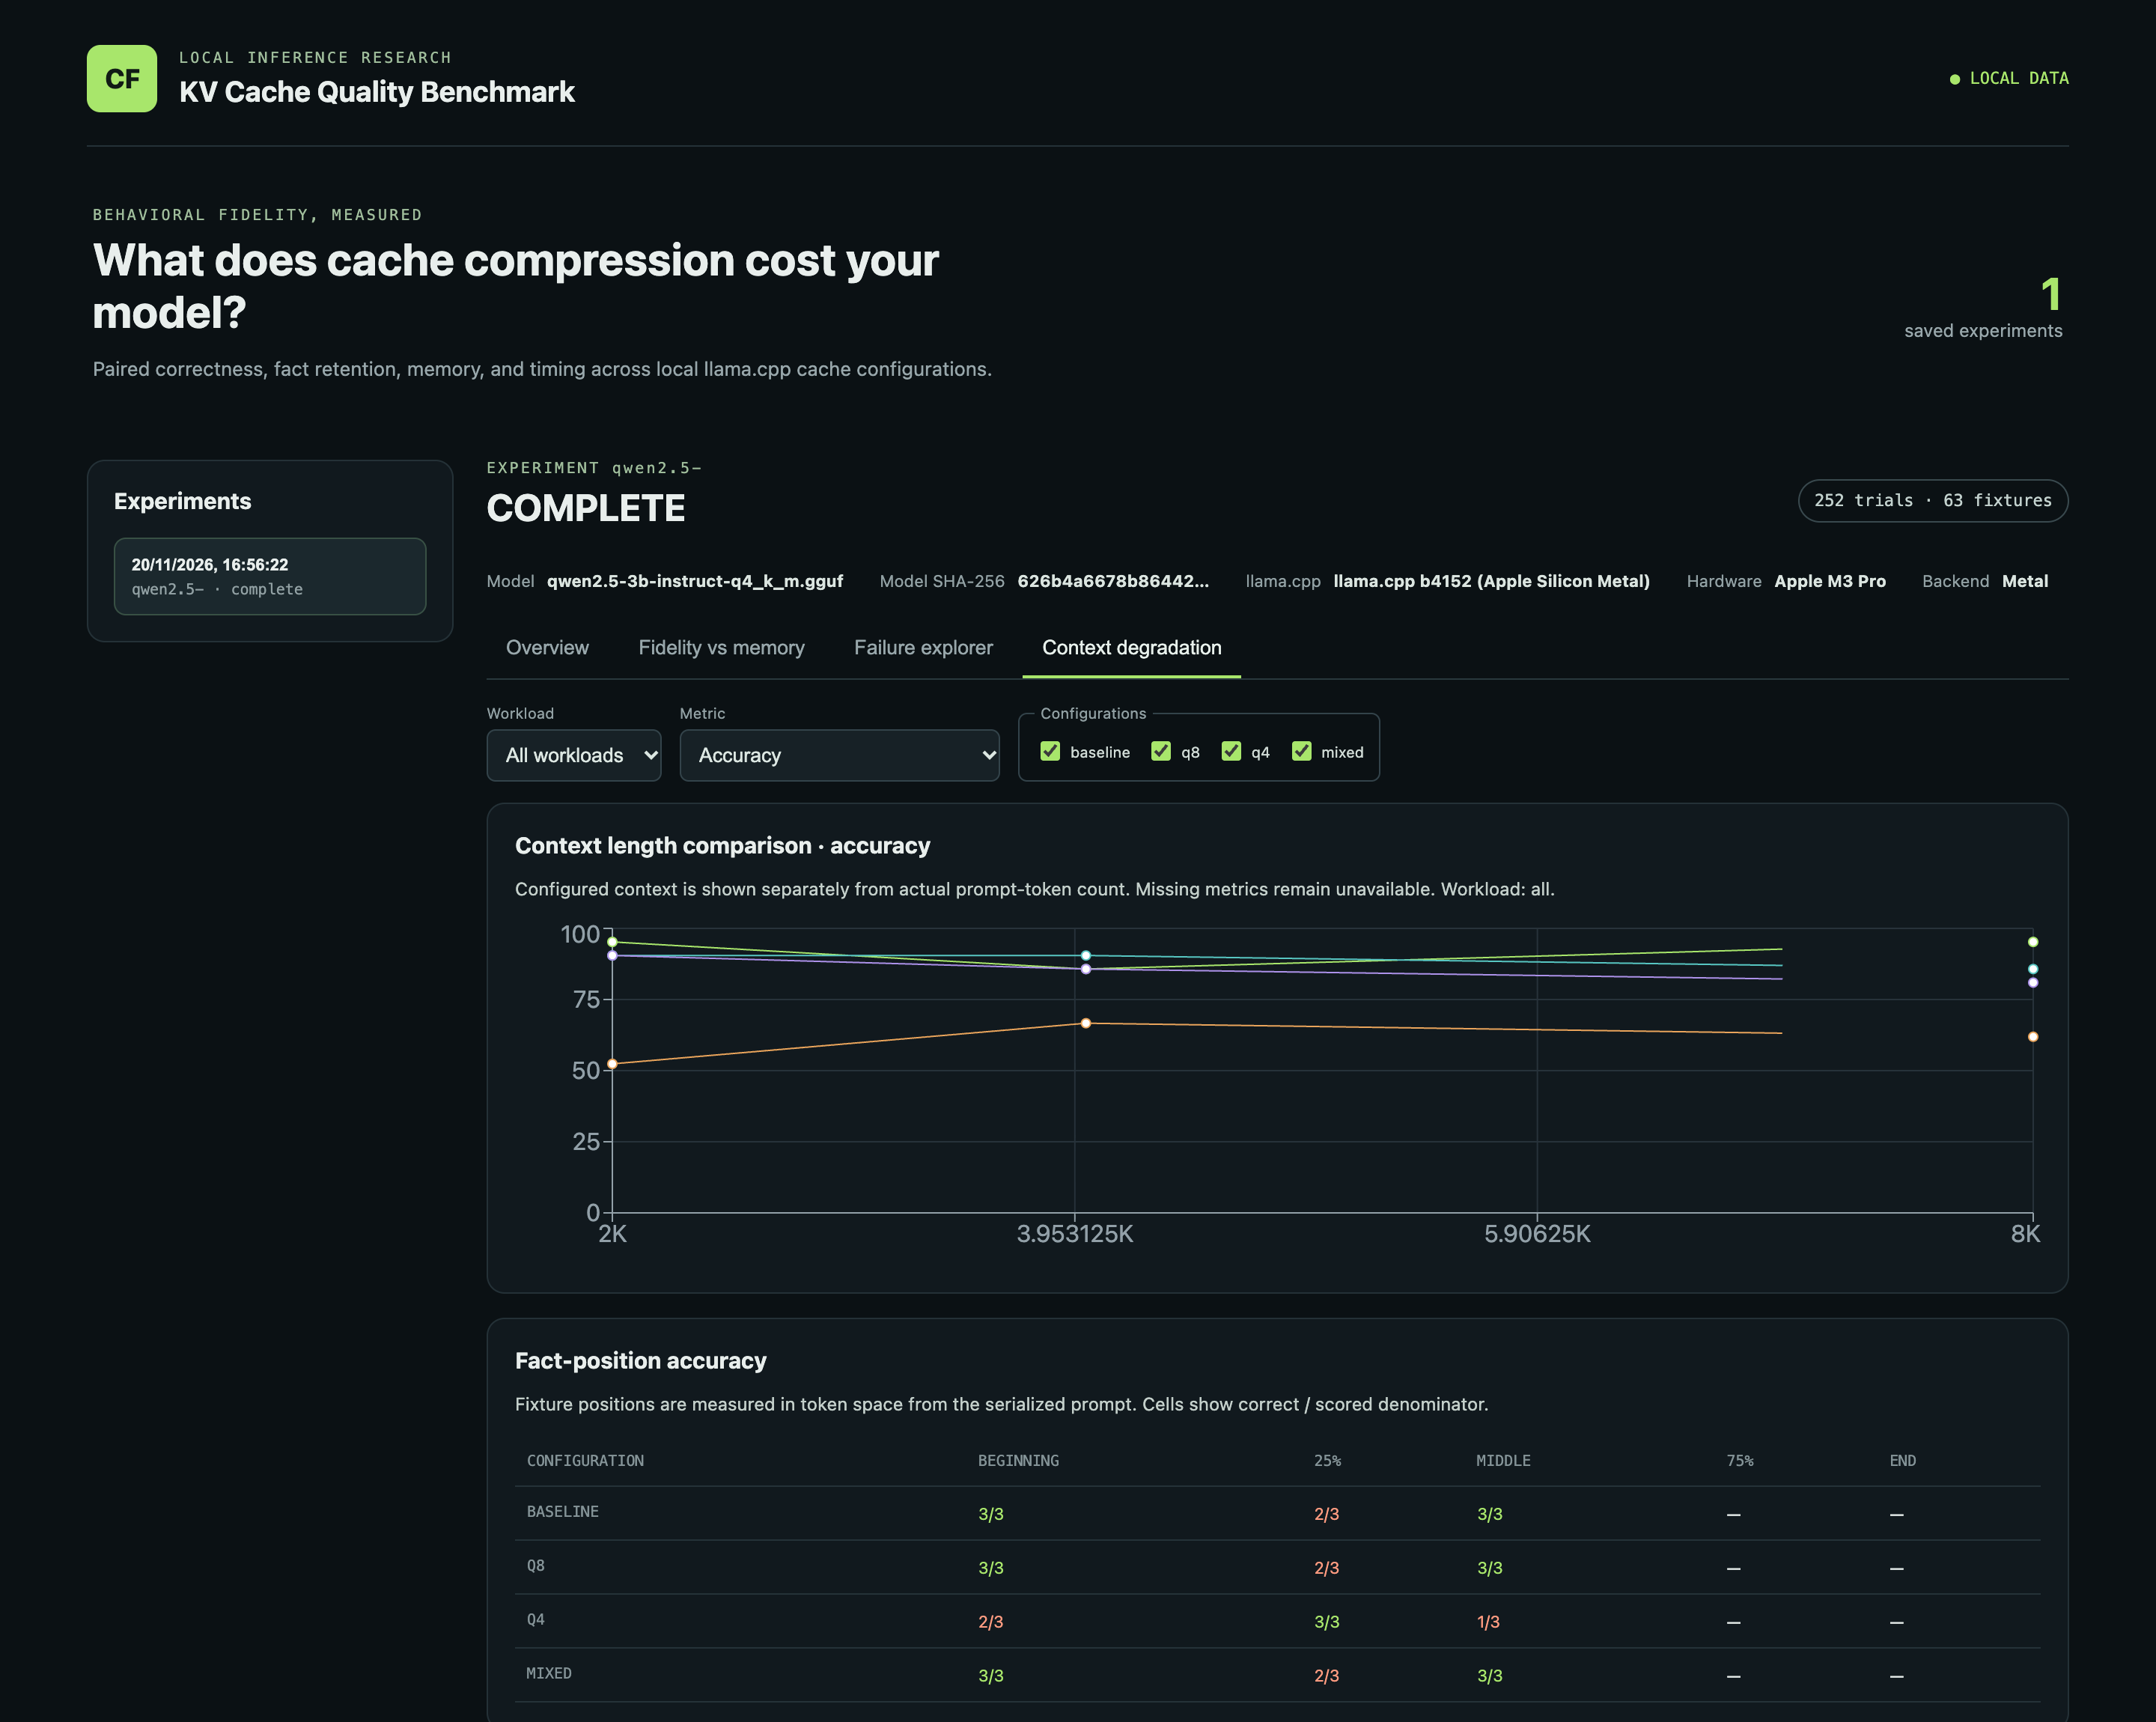 CF
LOCAL INFERENCE RESEARCH
KV Cache Quality Benchmark
LOCAL DATA
BEHAVIORAL FIDELITY, MEASURED
What does cache compression cost your
model?
Paired correctness, fact retention, memory, and timing across local llama.cpp cache configurations.
1
saved experiments
Experiments
20/11/2026, 16:56:22
qwen2.5- · complete
EXPERIMENT qwen2.5-
COMPLETE
252 trials · 63 fixtures
Model qwen2.5-3b-instruct-q4_k_m.gguf Model SHA-256 626b4a6678b86442... llama.cpp llama.cpp b4152 (Apple Silicon Metal) Hardware Apple M3 Pro Backend Metal
Overview Fidelity vs memory Failure explorer Context degradation
Workload Metric Configurations
All workloads Accuracy baseline q8 q4 mixed
Context length comparison · accuracy
Configured context is shown separately from actual prompt-token count. Missing metrics remain unavailable. Workload: all.
100
75
50
25
0
2K 3.953125K 5.90625K 8K
Fact-position accuracy
Fixture positions are measured in token space from the serialized prompt. Cells show correct / scored denominator.
CONFIGURATION BEGINNING 25% MIDDLE 75% END
BASELINE 3/3 2/3 3/3 — —
Q8 3/3 2/3 3/3 — —
Q4 2/3 3/3 1/3 — —
MIXED 3/3 2/3 3/3 — —